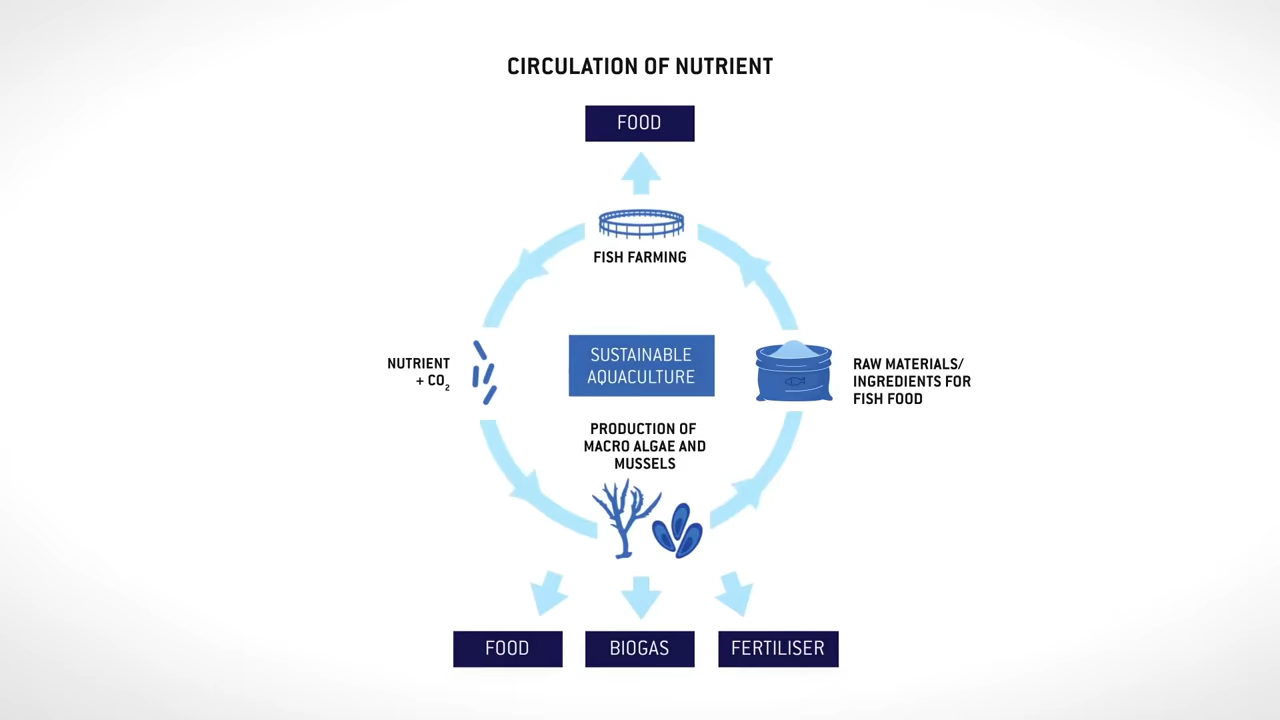 CIRCULATION OF NUTRIENT
FOOD
FISH FARMING
NUTRIENT
+ CO₂
SUSTAINABLE
AQUACULTURE
RAW MATERIALS/
INGREDIENTS FOR
FISH FOOD
PRODUCTION OF
MACRO ALGAE AND
MUSSELS
FOOD
BIOGAS
FERTILISER